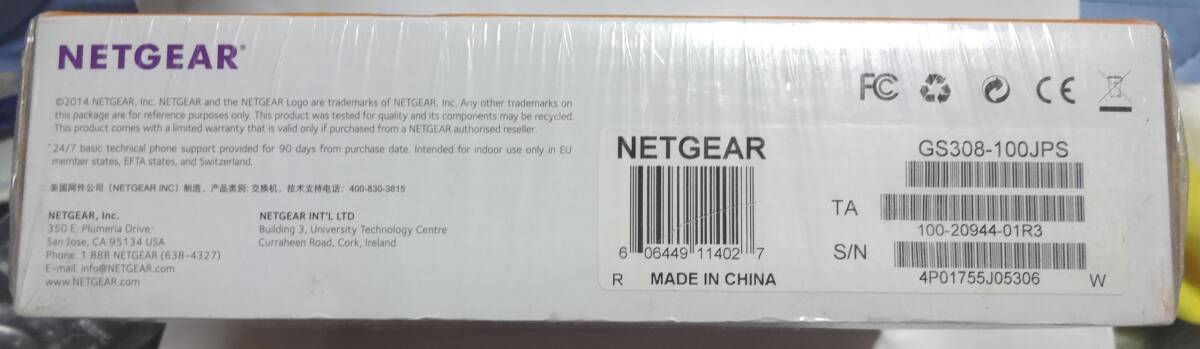 NETGEAR®
©2014 NETGEAR, Inc. NETGEAR and the NETGEAR Logo are trademarks of NETGEAR, Inc. Any other trademarks on
this package are for reference purposes only. This product was tested for quality and its components may be recycled.
This product comes with a limited warranty that is valid only if purchased from a NETGEAR authorised reseller.
*24/7 basic technical phone support provided for 90 days from purchase date. Intended for indoor use only in EU
member states, EFTA states, and Switzerland.
美国网件公司（NETGEAR INC）制造，产品类别: 交换机，技术支持电话：400-830-3815
NETGEAR, Inc.
350 E. Plumeria Drive
San Jose, CA 95134 USA
Phone: 1 888 NETGEAR (638-4327)
E-mail: info@NETGEAR.com
www.NETGEAR.com
NETGEAR INT'L LTD
Building 3, University Technology Centre
Curraheen Road, Cork, Ireland
FC CE
NETGEAR
6 06449 11402 7
R MADE IN CHINA
GS308-100JPS
TA
100-20944-01R3
S/N
4P01755J05306 W